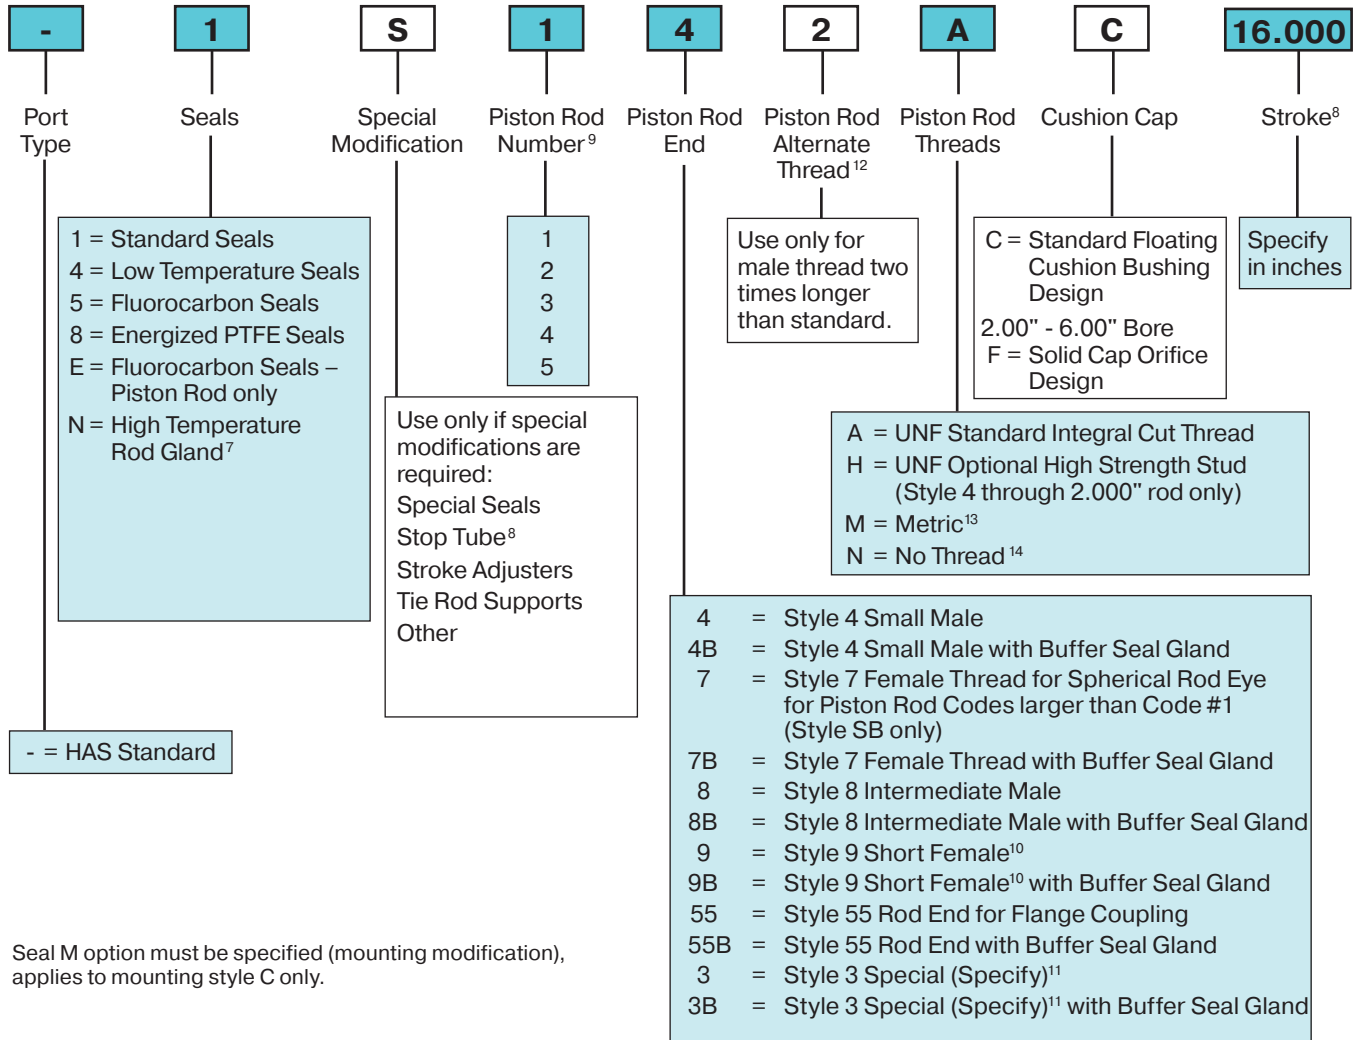 - 1 S 1 4 2 A C 16.000
Port
Type
Seals
Special
Modification
Piston Rod
Number⁹
Piston Rod
End
Piston Rod
Alternate
Thread¹²
Piston Rod
Threads
Cushion Cap
Stroke⁸
1 = Standard Seals
4 = Low Temperature Seals
5 = Fluorocarbon Seals
8 = Energized PTFE Seals
E = Fluorocarbon Seals –
Piston Rod only
N = High Temperature
Rod Gland⁷
1
2
3
4
5
Use only for
male thread two
times longer
than standard.
C = Standard Floating
Cushion Bushing
Design
2.00" - 6.00" Bore
F = Solid Cap Orifice
Design
Specify
in inches
Use only if special
modifications are
required:
Special Seals
Stop Tube⁸
Stroke Adjusters
Tie Rod Supports
Other
A = UNF Standard Integral Cut Thread
H = UNF Optional High Strength Stud
(Style 4 through 2.000" rod only)
M = Metric¹³
N = No Thread ¹⁴
4 = Style 4 Small Male
4B = Style 4 Small Male with Buffer Seal Gland
7 = Style 7 Female Thread for Spherical Rod Eye
for Piston Rod Codes larger than Code #1
(Style SB only)
7B = Style 7 Female Thread with Buffer Seal Gland
8 = Style 8 Intermediate Male
8B = Style 8 Intermediate Male with Buffer Seal Gland
9 = Style 9 Short Female¹⁰
9B = Style 9 Short Female¹⁰ with Buffer Seal Gland
55 = Style 55 Rod End for Flange Coupling
55B = Style 55 Rod End with Buffer Seal Gland
3 = Style 3 Special (Specify)¹¹
3B = Style 3 Special (Specify)¹¹ with Buffer Seal Gland
- = HAS Standard
Seal M option must be specified (mounting modification),
applies to mounting style C only.